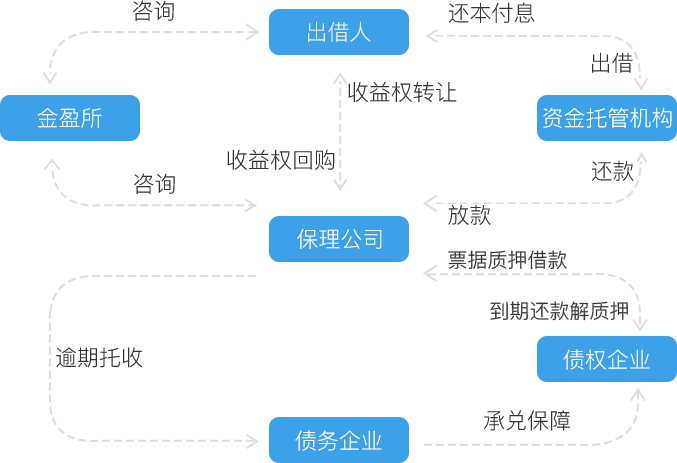 咨询
出借人
还本付息
出借
金盈所
收益权转让
资金托管机构
收益权回购
咨询
还款
放款
保理公司
票据质押借款
到期还款解质押
逾期托收
债权企业
债务企业
承兑保障